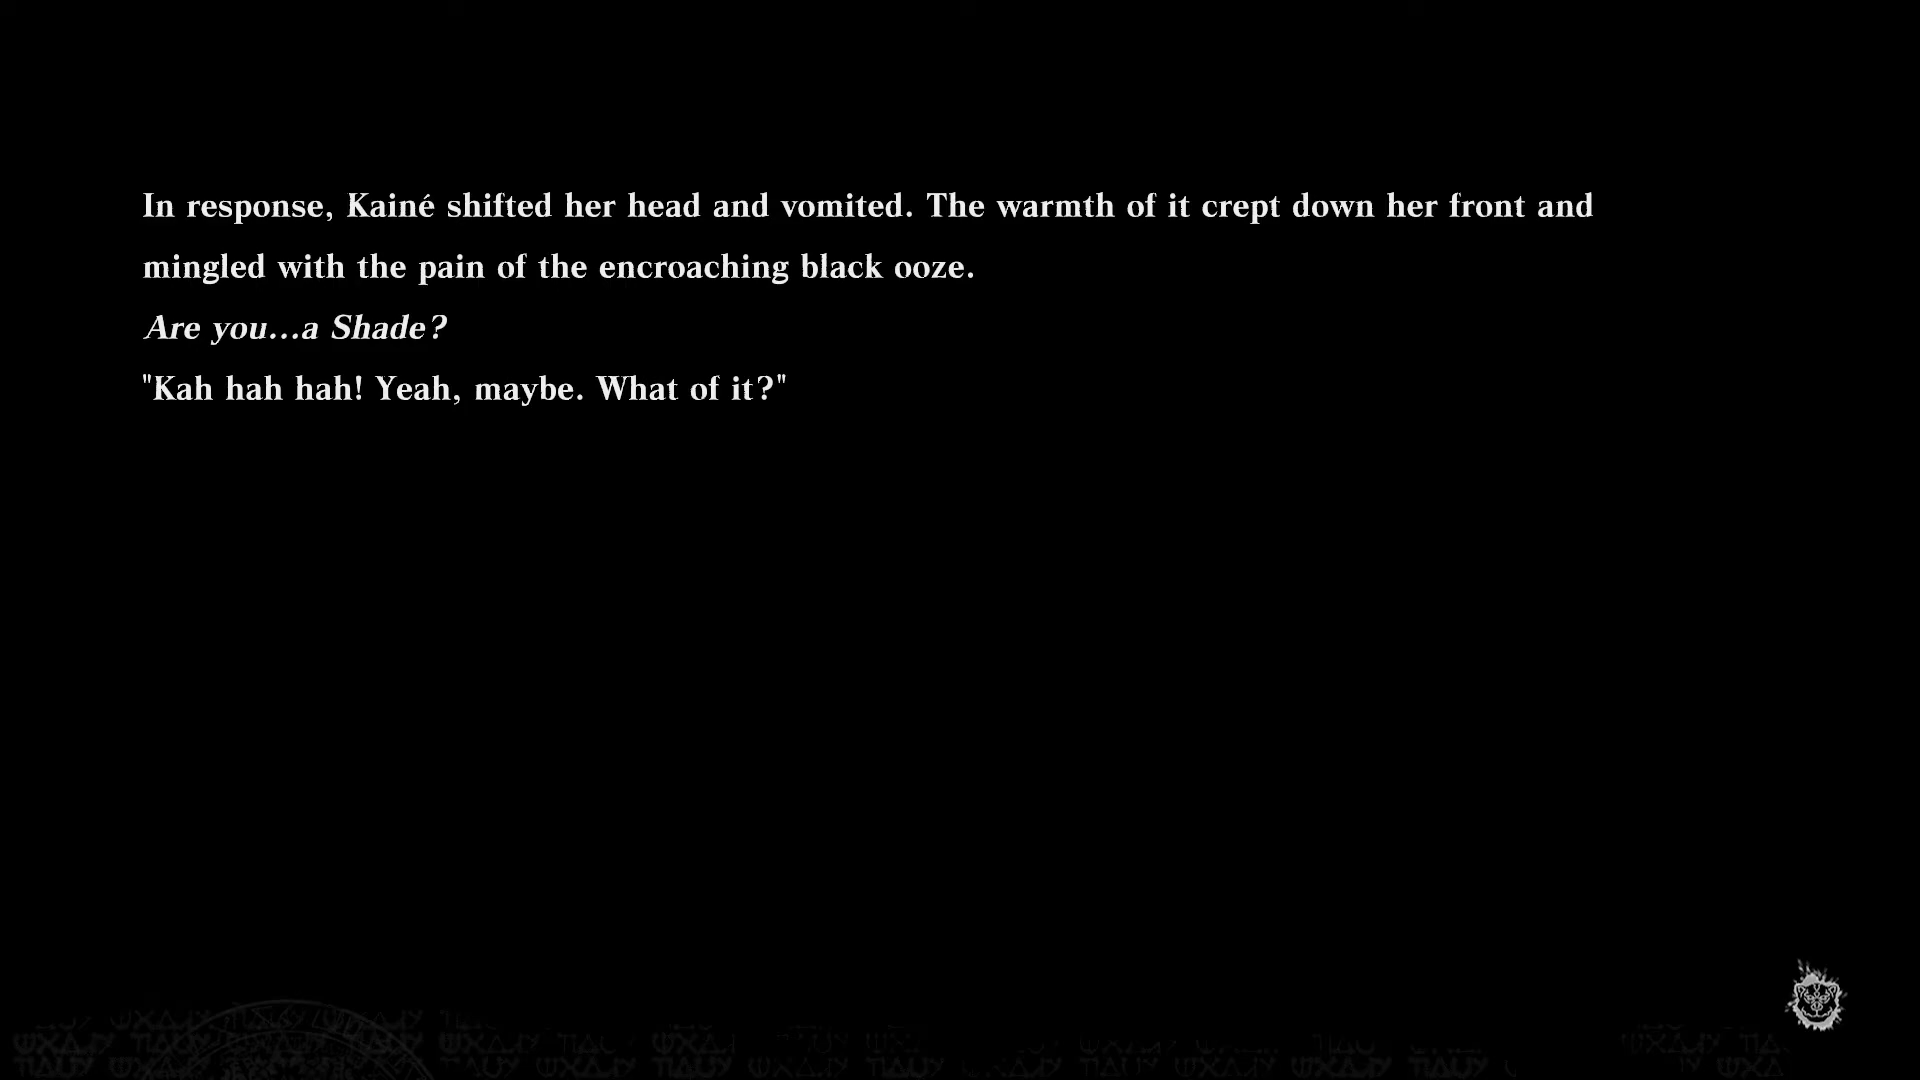 In response, Kainé shifted her head and vomited. The warmth of it crept down her front and
mingled with the pain of the encroaching black ooze.
Are you...a Shade?
"Kah hah hah! Yeah, maybe. What of it?"